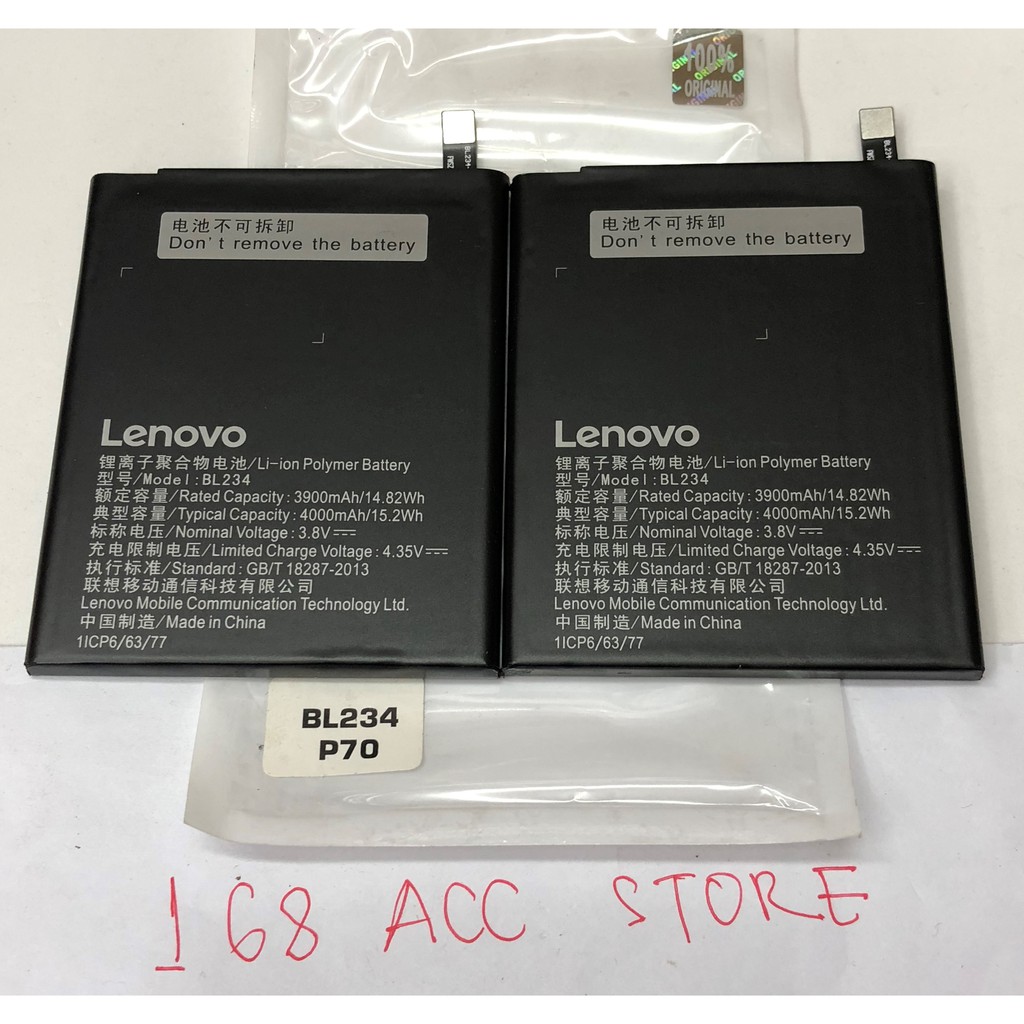 100%
ORIGINAL
BL234
电池不可拆卸
Don't remove the battery
Lenovo
锂离子聚合物电池/Li-ion Polymer Battery
型号/Model:BL234
额定容量/Rated Capacity:3900mAh/14.82Wh
典型容量/Typical Capacity:4000mAh/15.2Wh
标称电压/Nominal Voltage:3.8V
充电限制电压/Limited Charge Voltage:4.35V
执行标准/Standard:GB/T 18287-2013
联想移动通信科技有限公司
Lenovo Mobile Communication Technology Ltd.
中国制造/Made in China
1ICP6/63/77
BL234
电池不可拆卸
Don't remove the battery
Lenovo
锂离子聚合物电池/Li-ion Polymer Battery
型号/Model:BL234
额定容量/Rated Capacity:3900mAh/14.82Wh
典型容量/Typical Capacity:4000mAh/15.2Wh
标称电压/Nominal Voltage:3.8V
充电限制电压/Limited Charge Voltage:4.35V
执行标准/Standard:GB/T 18287-2013
联想移动通信科技有限公司
Lenovo Mobile Communication Technology Ltd.
中国制造/Made in China
1ICP6/63/77
BL234
P70
168 ACC STORE